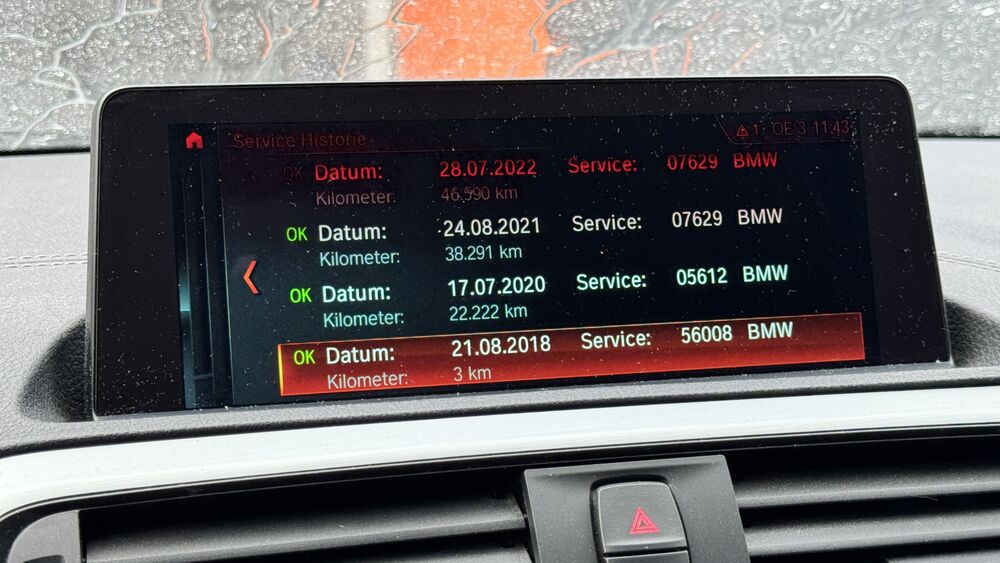 Service Historie
1 OE 3 11:43
OK Datum: 28.07.2022 Service: 07629 BMW
Kilometer: 46.590 km
OK Datum: 24.08.2021 Service: 07629 BMW
Kilometer: 38.291 km
OK Datum: 17.07.2020 Service: 05612 BMW
Kilometer: 22.222 km
OK Datum: 21.08.2018 Service: 56008 BMW
Kilometer: 3 km